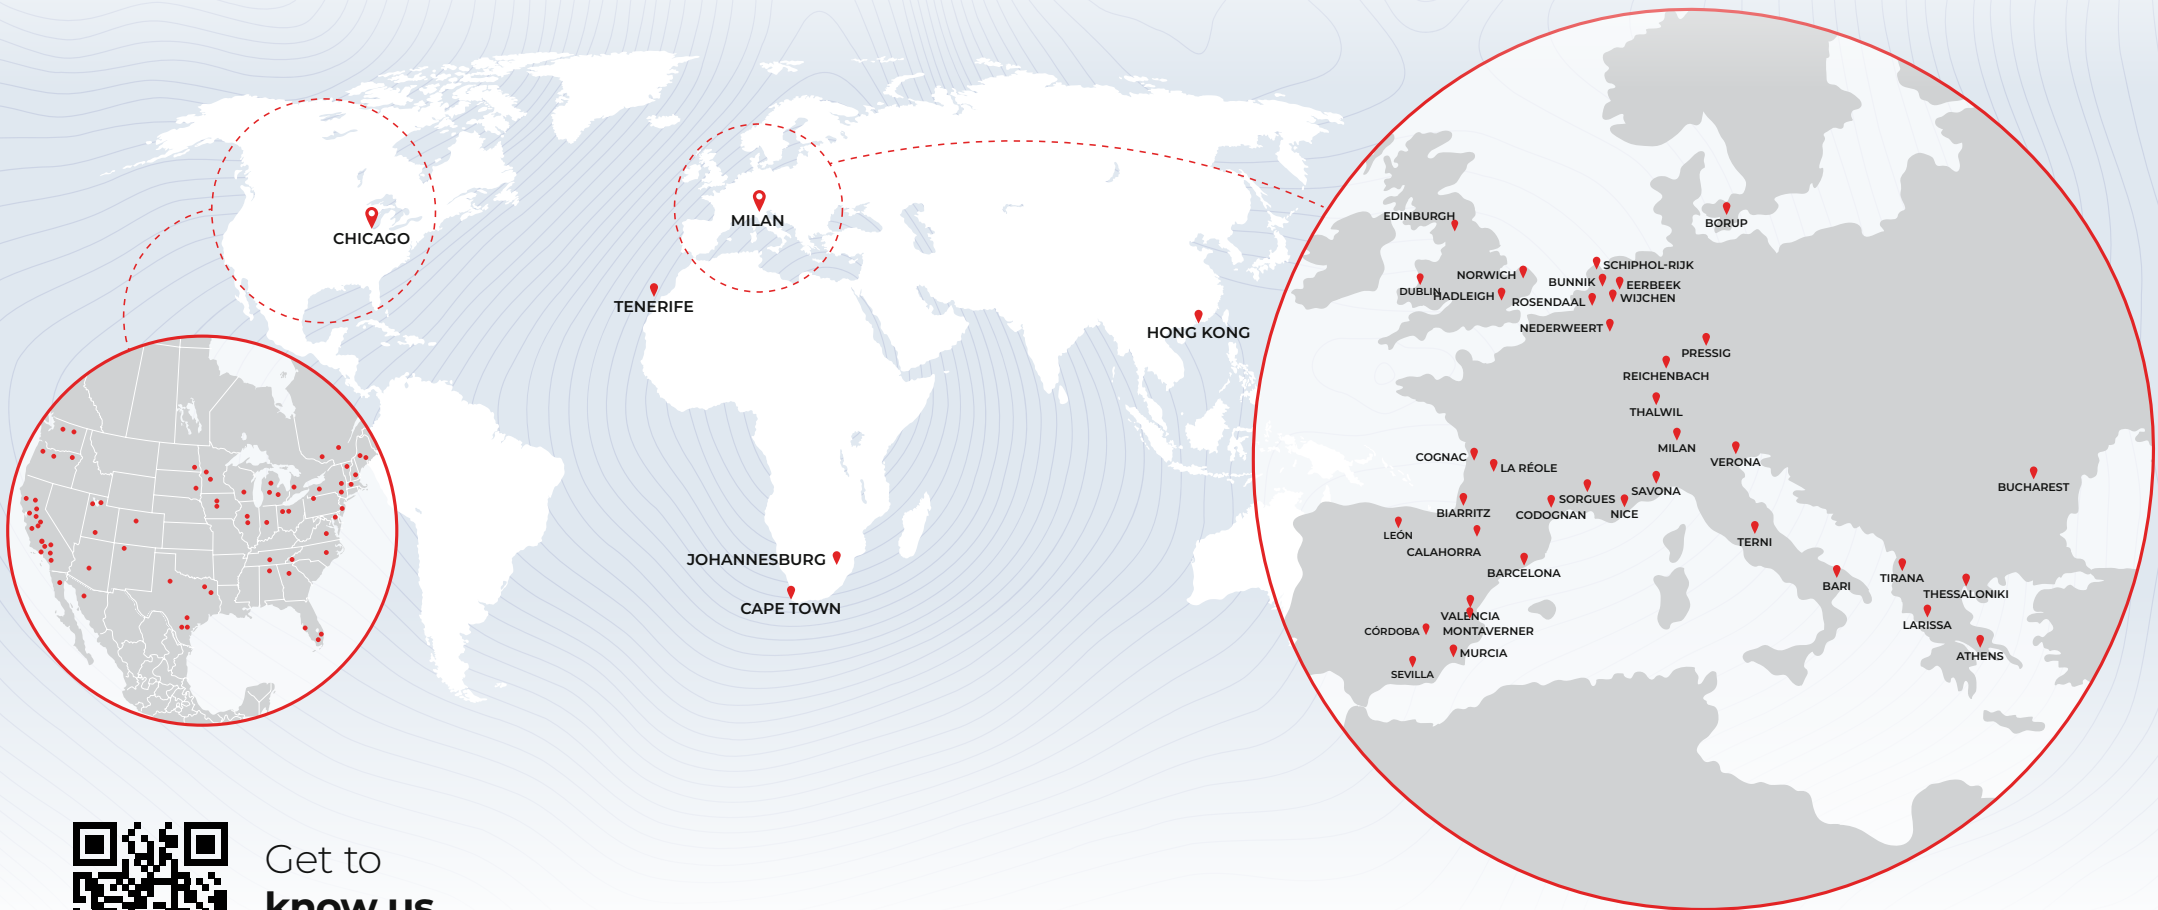 CHICAGO
MILAN
TENERIFE
HONG KONG
JOHANNESBURG
CAPE TOWN
EDINBURGH
BORUP
SCHIPHOL-RIJK
NORWICH
BUNNIK
EERBEEK
DUBLIN
HADLEIGH
ROSENDAAL
WIJCHEN
NEDERWEERT
PRESSIG
REICHENBACH
THALWIL
MILAN
VERONA
COGNAC
LA RÉOLE
BUCHAREST
SORGUES
SAVONA
BIARRITZ
CODOGNAN
NICE
LEÓN
CALAHORRA
TERNI
BARCELONA
BARI
TIRANA
THESSALONIKI
VALENCIA
LARISSA
CÓRDOBA
MONTAVERNER
MURCIA
ATHENS
SEVILLA
Get to
know us